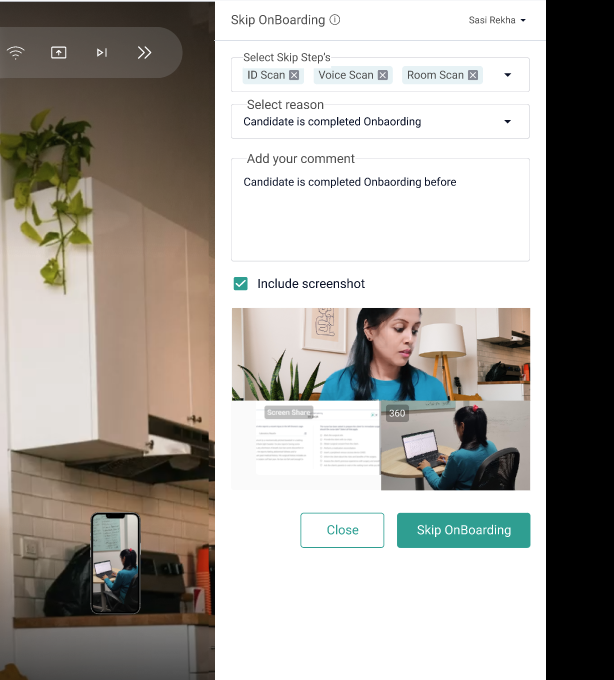 Skip OnBoarding
Sasi Rekha
Select Skip Step's
ID Scan
Voice Scan
Room Scan
Select reason
Candidate is completed Onbaording
Add your comment
Candidate is completed Onbaording before
Include screenshot
Screen Share
360
Close
Skip OnBoarding